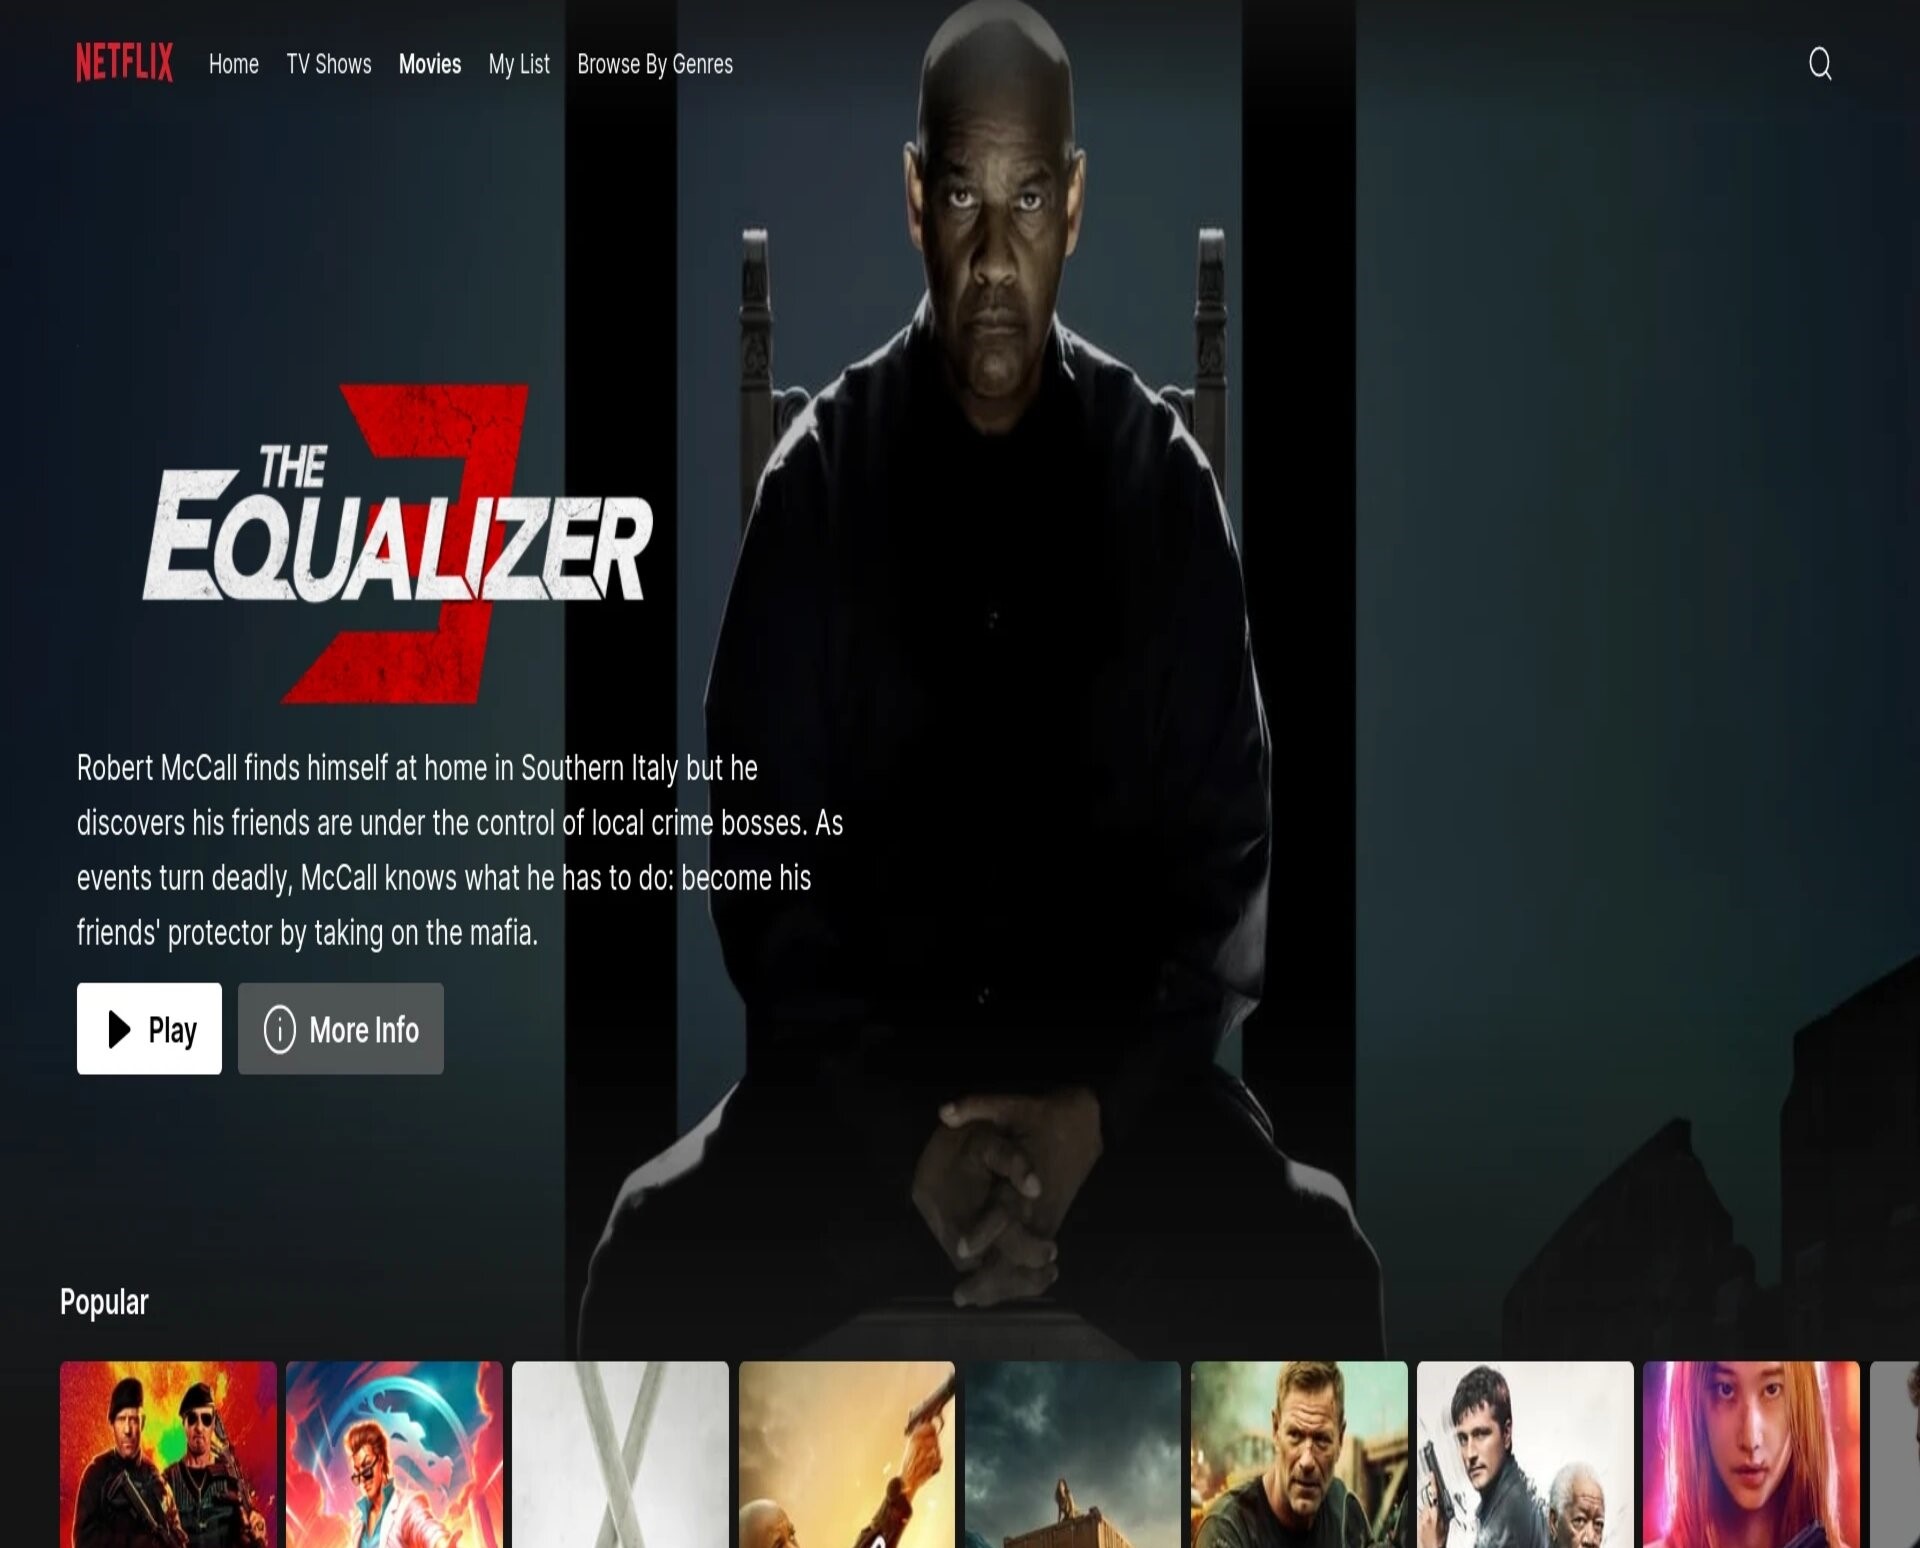 NETFLIX Home TV Shows Movies My List Browse By Genres
THE
EQUALIZER
3
Robert McCall finds himself at home in Southern Italy but he
discovers his friends are under the control of local crime bosses. As
events turn deadly, McCall knows what he has to do: become his
friends' protector by taking on the mafia.
Play More Info
Popular